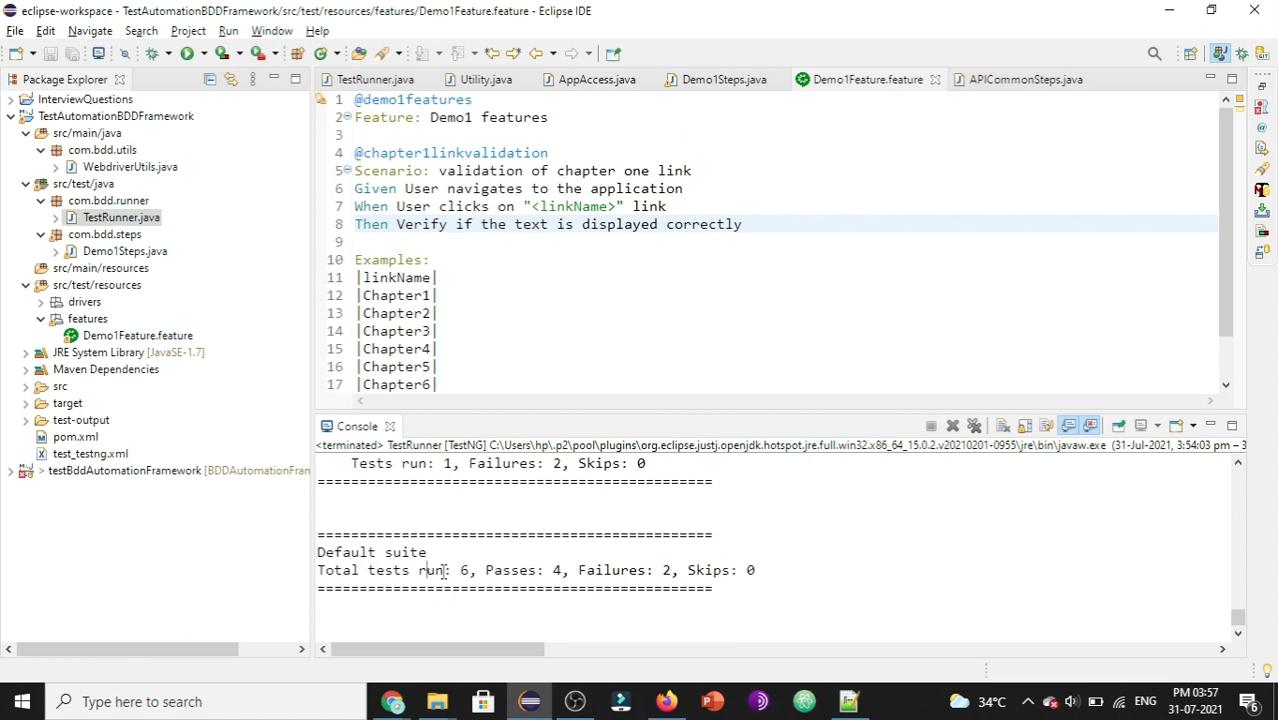 eclipse-workspace - TestAutomationBDDFramework/src/test/resources/features/Demo1Feature.feature - Eclipse IDE
File Edit Navigate Search Project Run Window Help
Package Explorer
TestRunner.java Utility.java AppAccess.java Demo1Steps.java Demo1Feature.feature APICommonSteps.java
InterviewQuestions
TestAutomationBDDFramework
src/main/java
com.bdd.utils
WebdriverUtils.java
src/test/java
com.bdd.runner
TestRunner.java
com.bdd.steps
Demo1Steps.java
src/main/resources
src/test/resources
drivers
features
Demo1Feature.feature
JRE System Library [JavaSE-1.7]
Maven Dependencies
src
target
test-output
pom.xml
test_testng.xml
testBddAutomationFramework [BDDAutomationFran
1 @demo1features
2 Feature: Demo1 features
3
4 @chapter1linkvalidation
5 Scenario: validation of chapter one link
6 Given User navigates to the application
7 When User clicks on "<linkName>" link
8 Then Verify if the text is displayed correctly
9
10 Examples:
11 |linkName|
12 |Chapter1|
13 |Chapter2|
14 |Chapter3|
15 |Chapter4|
16 |Chapter5|
17 |Chapter6|
Console
<terminated> TestRunner [TestNG] C:\Users\hp\.p2\pool\plugins\org.eclipse.justj.openjdk.hotspot.jre.full.win32.x86_64_15.0.2.v20210201-0955\jre\bin\javaw.exe (31-Jul-2021, 3:54:03 PM – 3
Tests run: 1, Failures: 2, Skips: 0
===============================================
===============================================
Default suite
Total tests run: 6, Passes: 4, Failures: 2, Skips: 0
===============================================
Type here to search
34°C
ENG
PM 03:57
31-07-2021
6